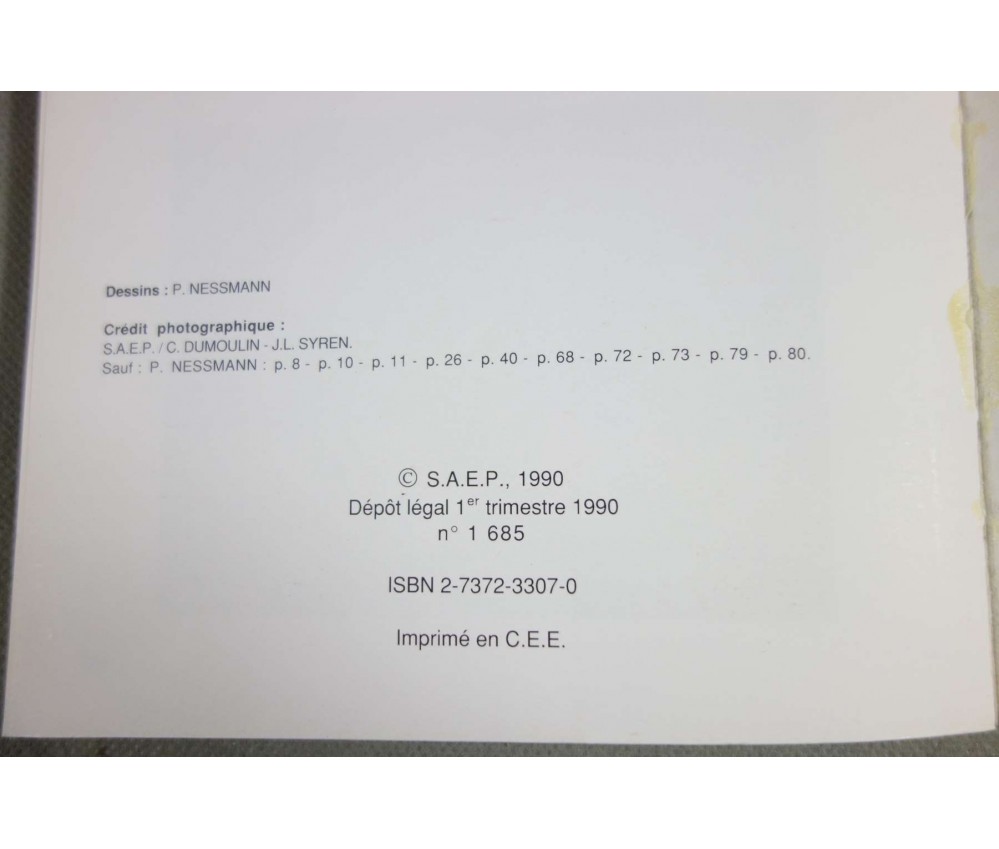 Dessins : P. NESSMANN
Crédit photographique :
S.A.E.P. / C. DUMOULIN - J.L. SYREN.
Sauf : P. NESSMANN : p. 8 - p. 10 - p. 11 - p. 26 - p. 40 - p. 68 - p. 72 - p. 73 - p. 79 - p. 80.
© S.A.E.P., 1990
Dépôt légal 1er trimestre 1990
n° 1 685
ISBN 2-7372-3307-0
Imprimé en C.E.E.